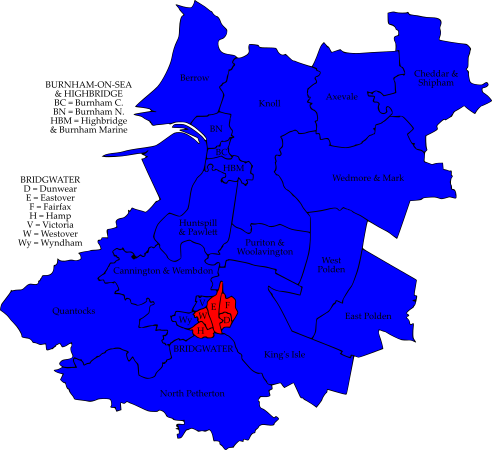 Cheddar &
Shipham
Berrow
Axevale
Knoll
BURNHAM-ON-SEA
& HIGHBRIDGE
BC = Burnham C.
BN = Burnham N.
HBM = Highbridge
& Burnham Marine
BN
BC
HBM
BRIDGWATER
D = Dunwear
E = Eastover
F = Fairfax
H = Hamp
V = Victoria
W = Westover
Wy = Wyndham
Wedmore & Mark
Huntspill
& Pawlett
Puriton &
Woolavington
West
Polden
Cannington & Wembdon
Quantocks
V
E
F
Wy
W
D
H
East Polden
BRIDGWATER
King's Isle
North Petherton